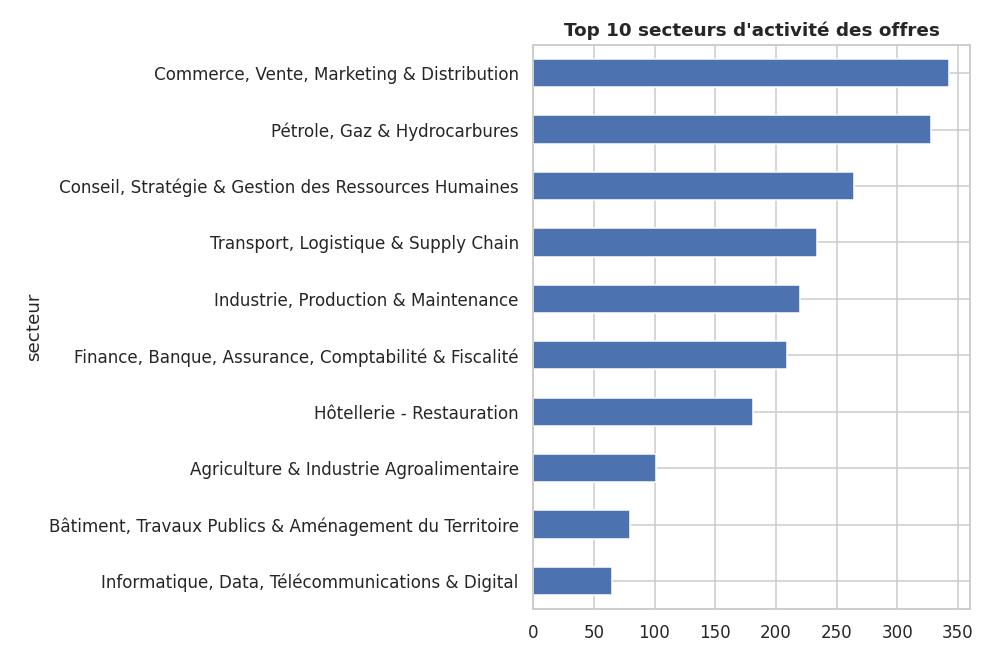 Top 10 secteurs d'activité des offres
Commerce, Vente, Marketing & Distribution
Pétrole, Gaz & Hydrocarbures
Conseil, Stratégie & Gestion des Ressources Humaines
Transport, Logistique & Supply Chain
Industrie, Production & Maintenance
secteur
Finance, Banque, Assurance, Comptabilité & Fiscalité
Hôtellerie - Restauration
Agriculture & Industrie Agroalimentaire
Bâtiment, Travaux Publics & Aménagement du Territoire
Informatique, Data, Télécommunications & Digital
0 50 100 150 200 250 300 350